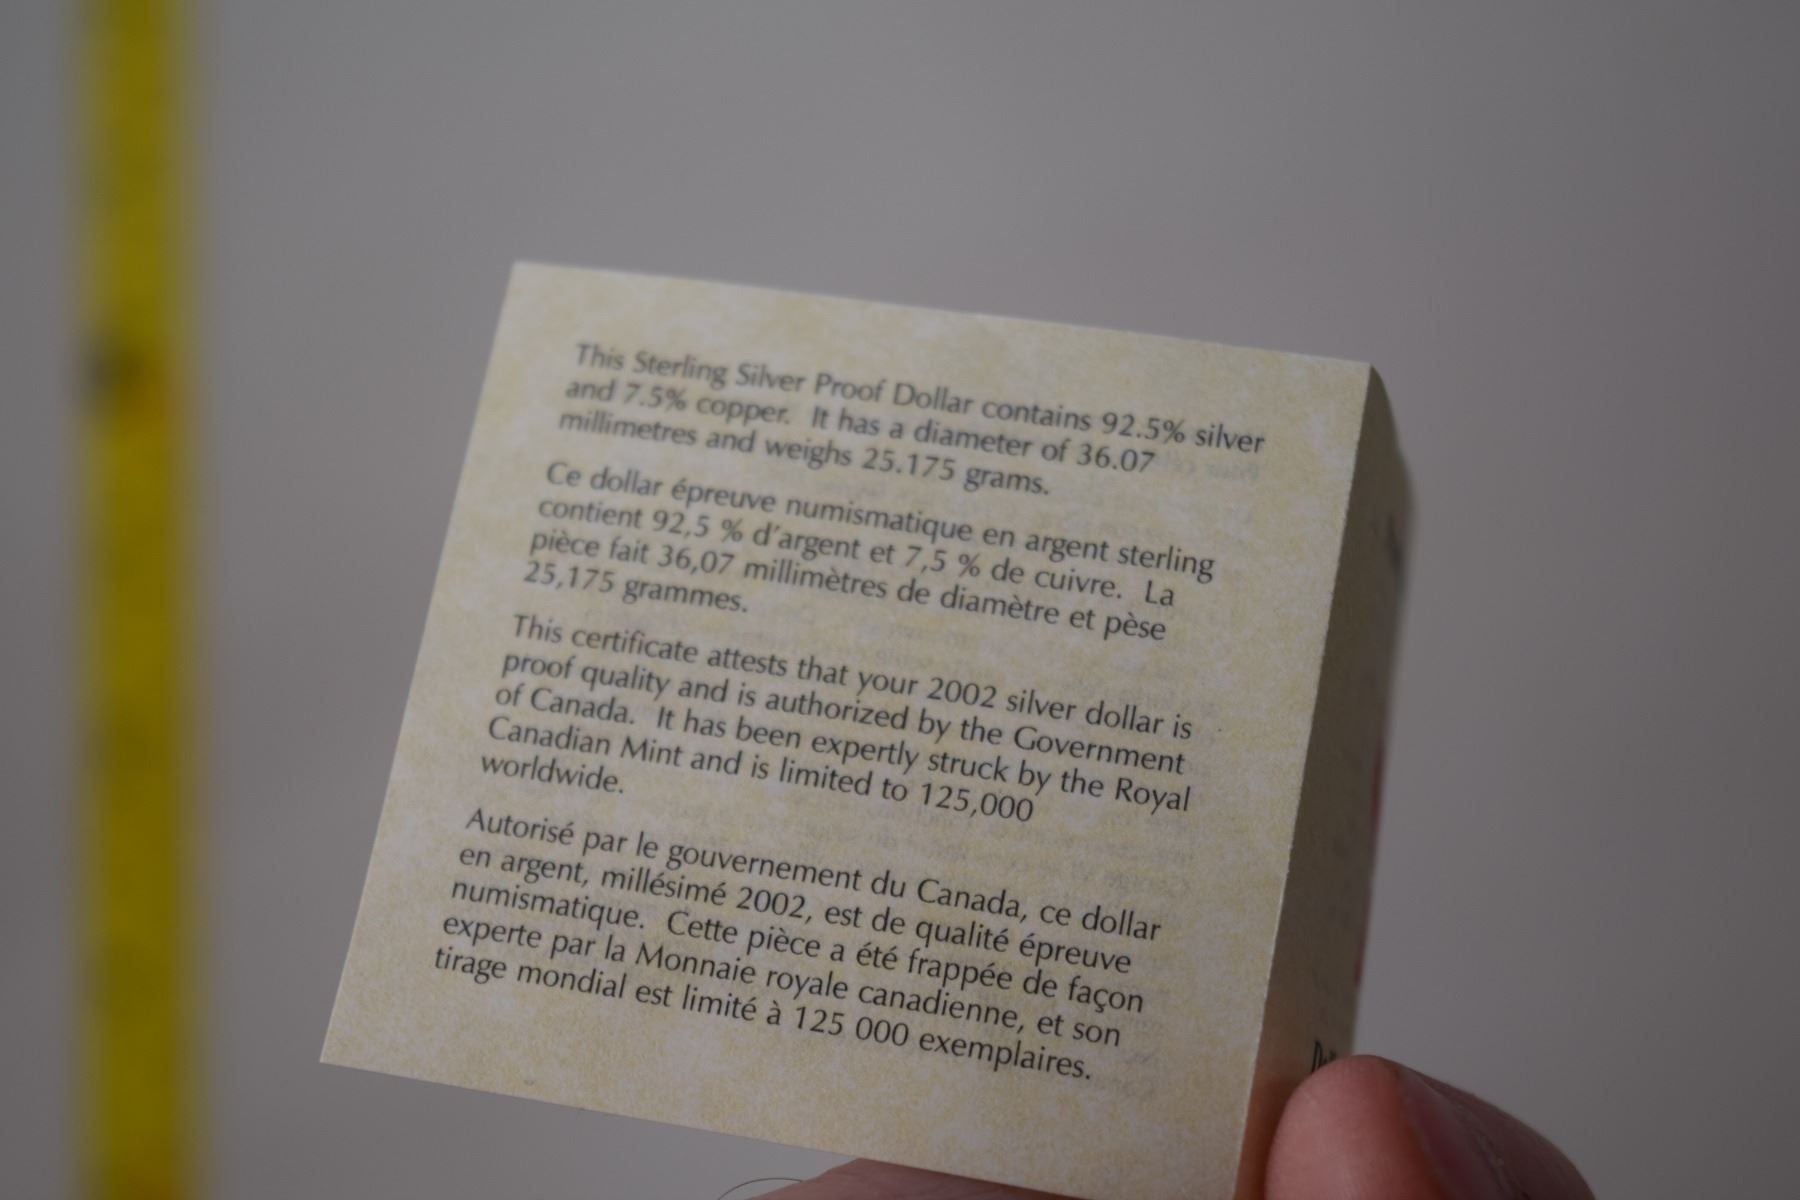 This Sterling Silver Proof Dollar contains 92.5% silver
and 7.5% copper. It has a diameter of 36.07
millimetres and weighs 25.175 grams.
Ce dollar épreuve numismatique en argent sterling
contient 92,5 % d'argent et 7,5 % de cuivre. La
pièce fait 36,07 millimètres de diamètre et pèse
25,175 grammes.
This certificate attests that your 2002 silver dollar is
proof quality and is authorized by the Government
of Canada. It has been expertly struck by the Royal
Canadian Mint and is limited to 125,000
worldwide.
Autorisé par le gouvernement du Canada, ce dollar
en argent, millésimé 2002, est de qualité épreuve
numismatique. Cette pièce a été frappée de façon
experte par la Monnaie royale canadienne, et son
tirage mondial est limité à 125 000 exemplaires.